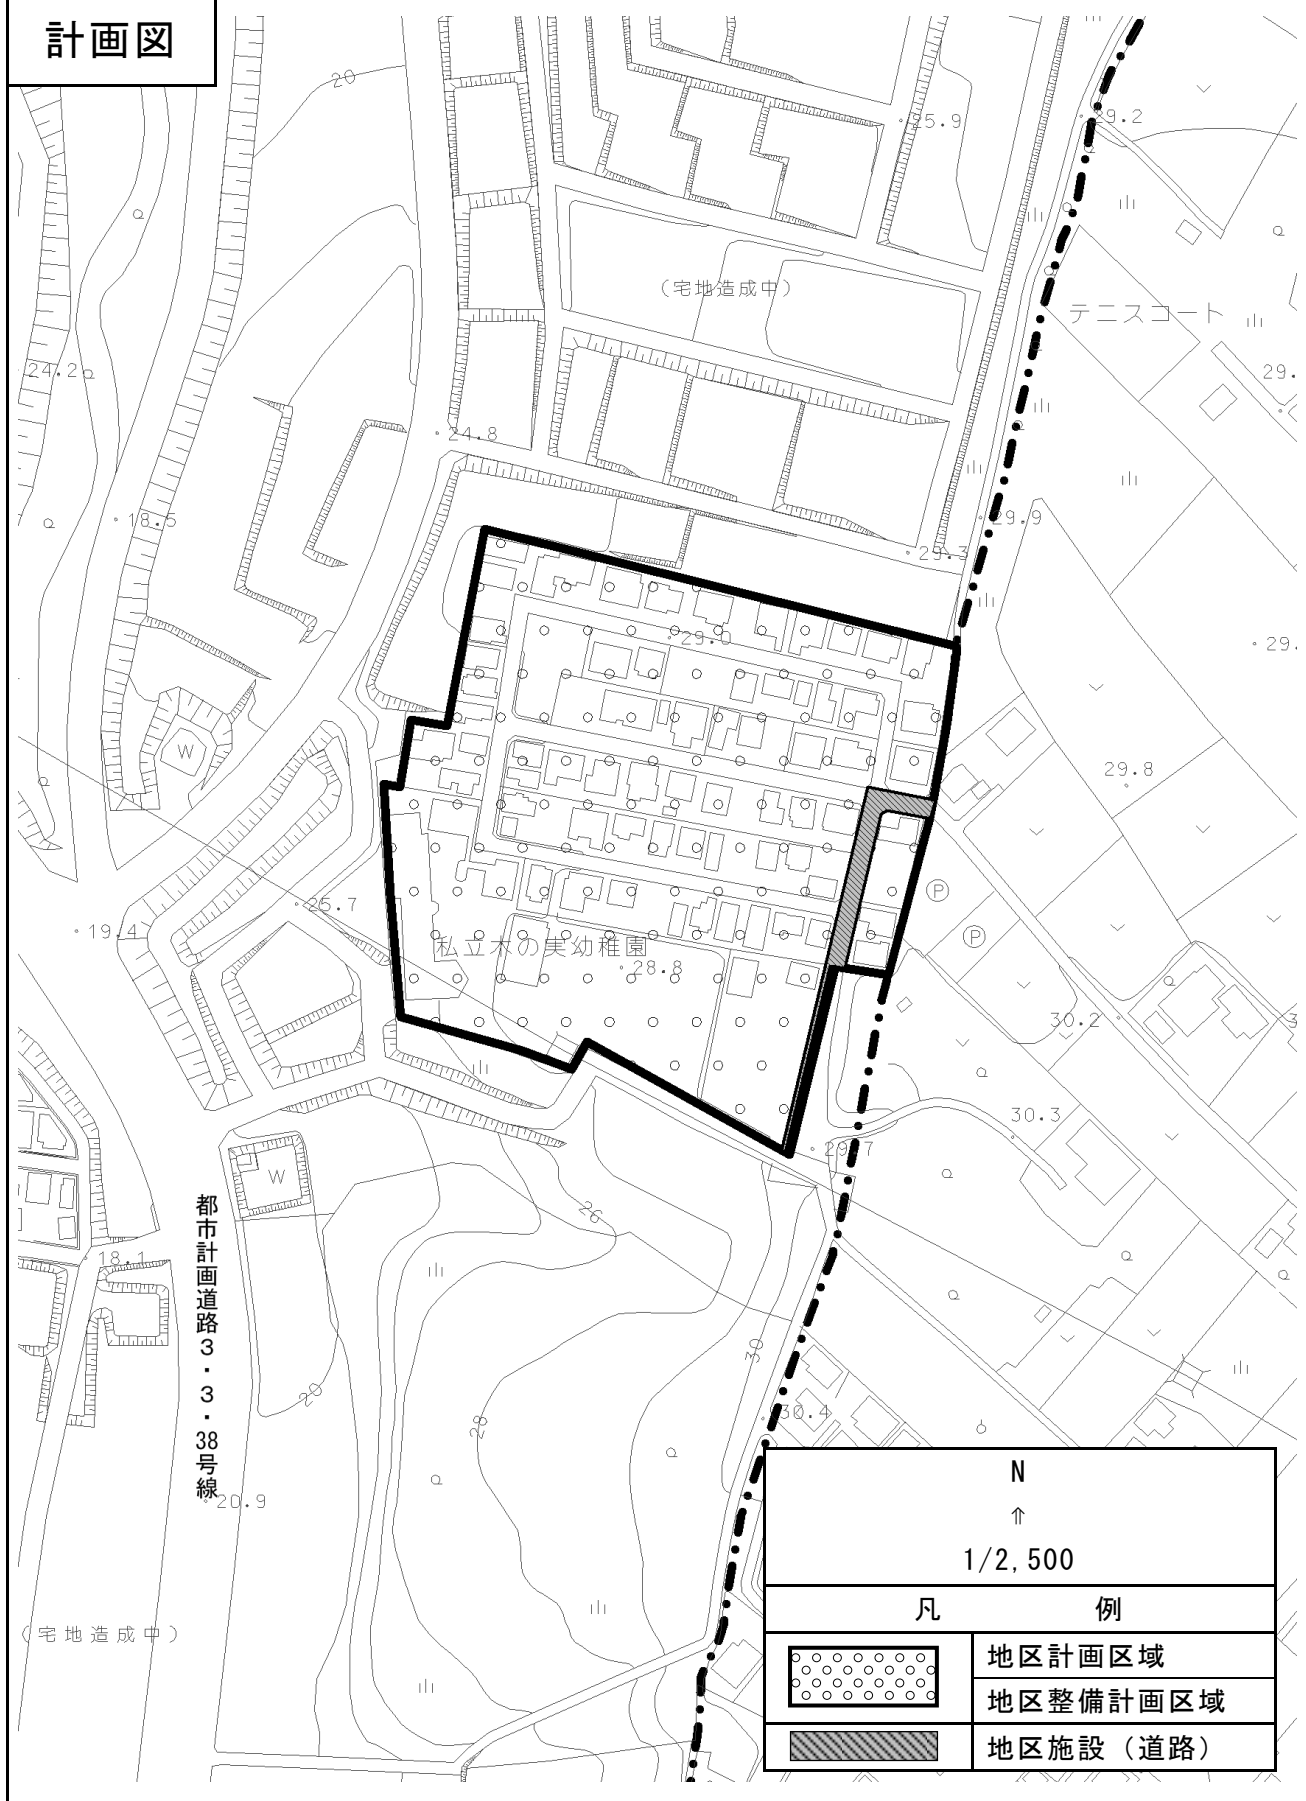 計画図
20
25.9
29.2
(宅地造成中)
テニスコート
24.2
29.
24.8
18.5
29.9
29.3
29.0
29.
W
29.8
25.7
19.4
P
私立木の実幼稚園
P
28.8
30.2
3
30.3
29.7
W
26
都市計画道路3・3・38号線
18.1
30
20
28
30.4
20.9
N
⇑
1/2,500
凡 例
(宅地造成中)
地区計画区域
地区整備計画区域
地区施設(道路)